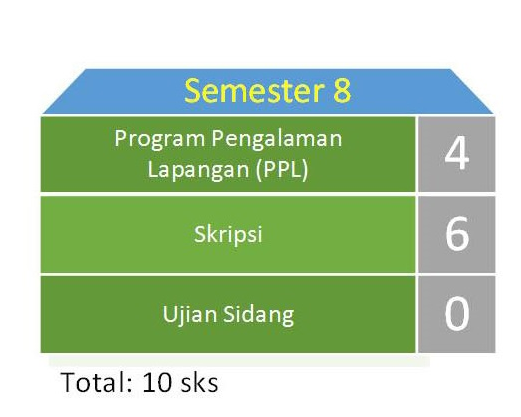 Semester 8
Program Pengalaman
Lapangan (PPL)
4
Skripsi
6
Ujian Sidang
0
Total: 10 sks